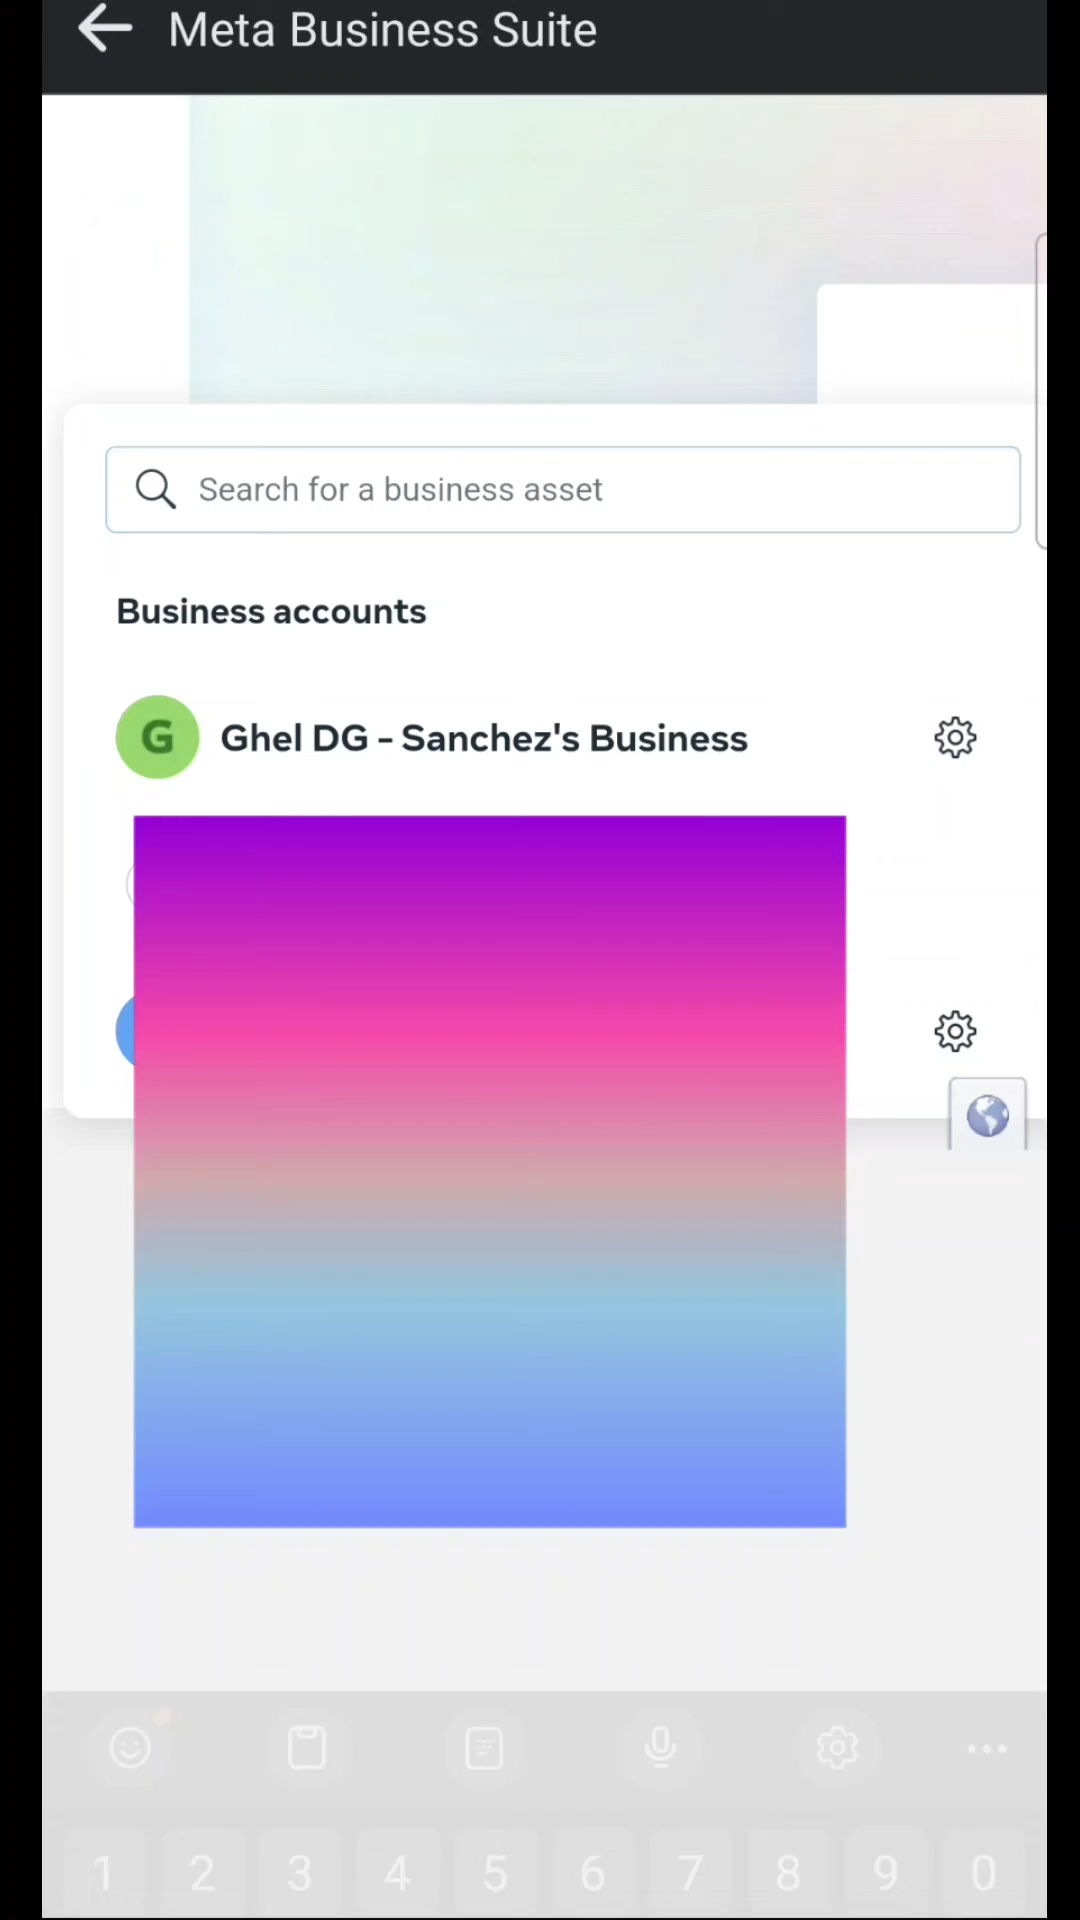 Meta Business Suite
Search for a business asset
Business accounts
G
Ghel DG - Sanchez's Business
1 2 3 4 5 6 7 8 9 0